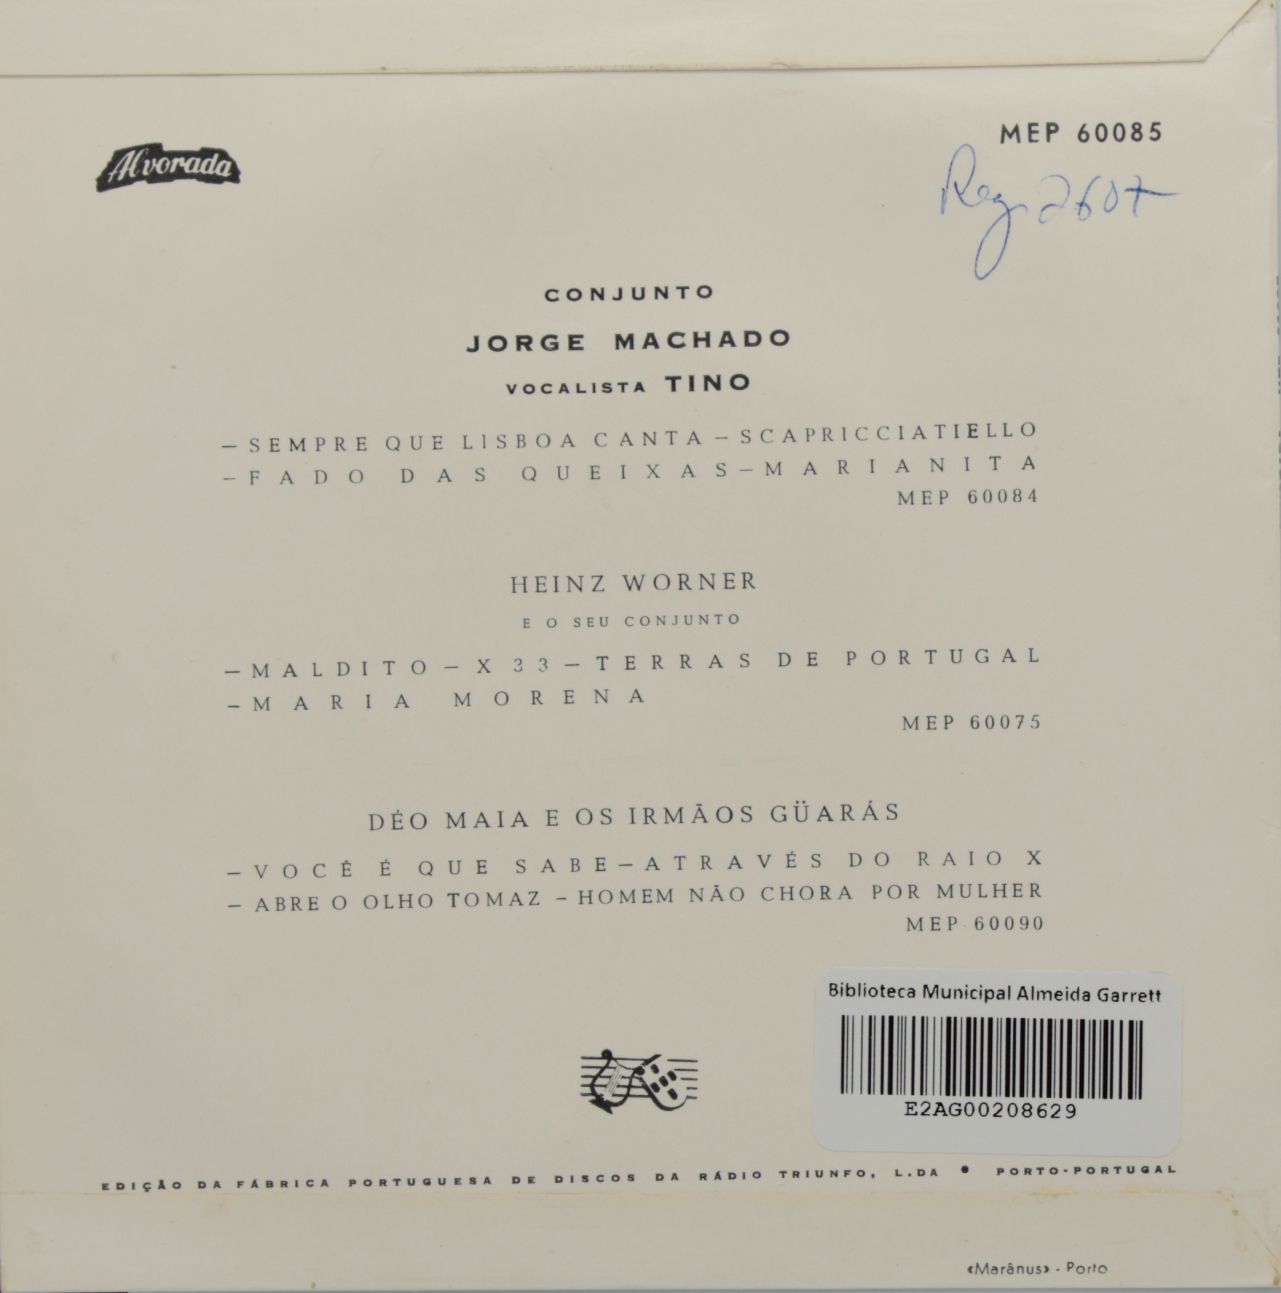 Alvorada
MEP 60085
Reg. 2607
CONJUNTO
JORGE MACHADO
VOCALISTA TINO
— SEMPRE QUE LISBOA CANTA — SCAPRICCIATIELLO
— FADO DAS QUEIXAS — MARIANITA
MEP 60084
HEINZ WORNER
E O SEU CONJUNTO
— MALDITO — X 33 — TERRAS DE PORTUGAL
— MARIA MORENA
MEP 60075
DÉO MAIA E OS IRMÃOS GÜARÁS
— VOCÊ É QUE SABE — ATRAVÉS DO RAIO X
— ABRE O OLHO TOMAZ — HOMEM NÃO CHORA POR MULHER
MEP 60090
Biblioteca Municipal Almeida Garrett
E2AG00208629
EDIÇÃO DA FÁBRICA PORTUGUESA DE DISCOS DA RÁDIO TRIUNFO, L.DA ● PORTO-PORTUGAL
«Marânus» - Porto